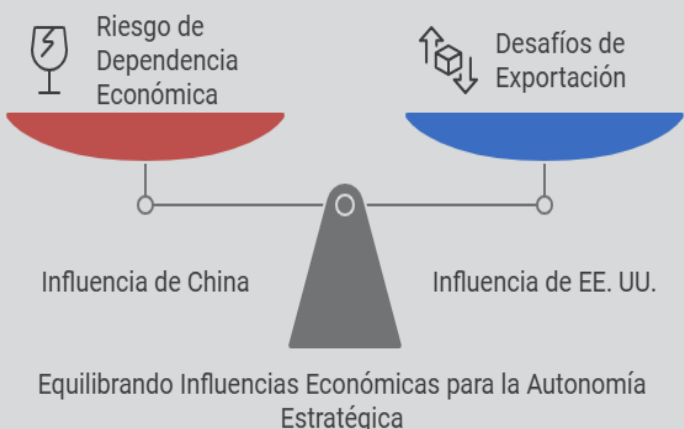 Riesgo de
Dependencia
Económica
Desafíos de
Exportación
Influencia de China
Influencia de EE. UU.
Equilibrando Influencias Económicas para la Autonomía
Estratégica